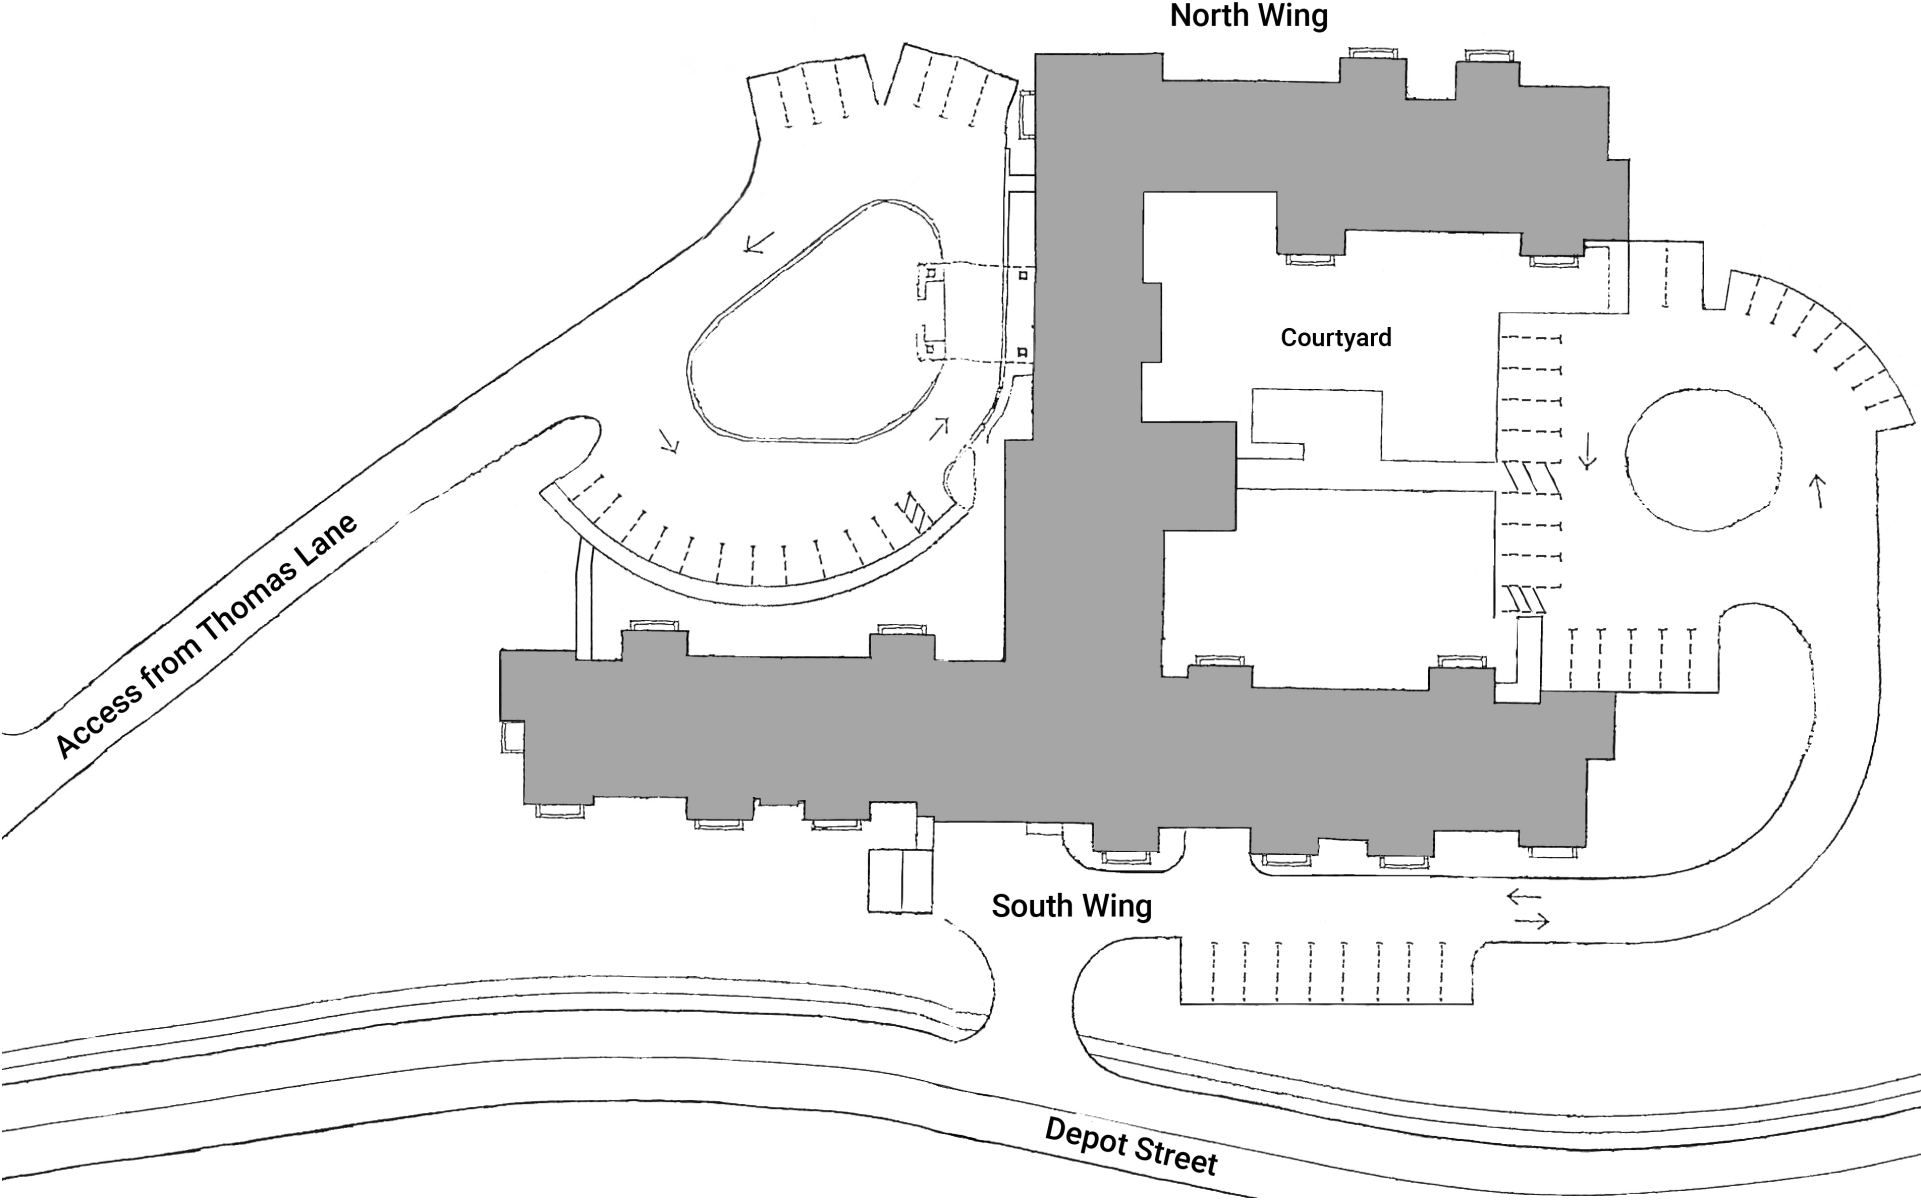 North Wing
Courtyard
Access from Thomas Lane
South Wing
Depot Street